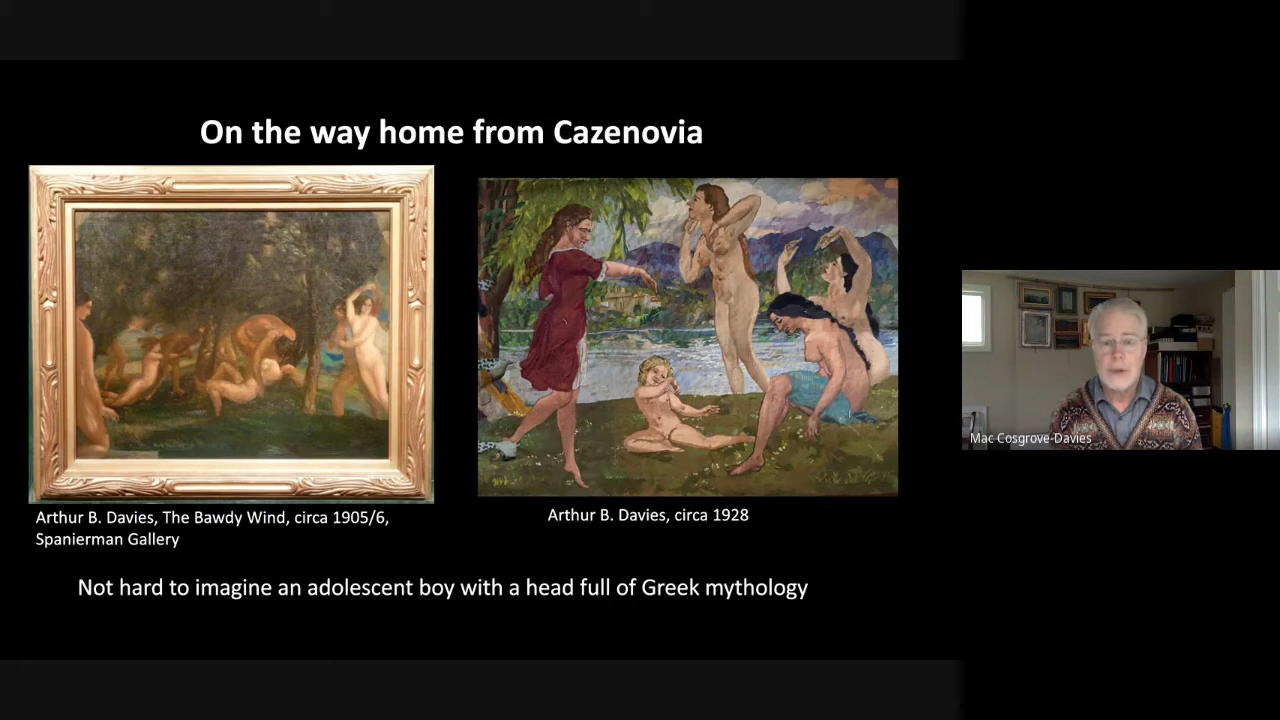 On the way home from Cazenovia
Arthur B. Davies, The Bawdy Wind, circa 1905/6,
Spanierman Gallery
Arthur B. Davies, circa 1928
Not hard to imagine an adolescent boy with a head full of Greek mythology
Mac Cosgrove-Davies